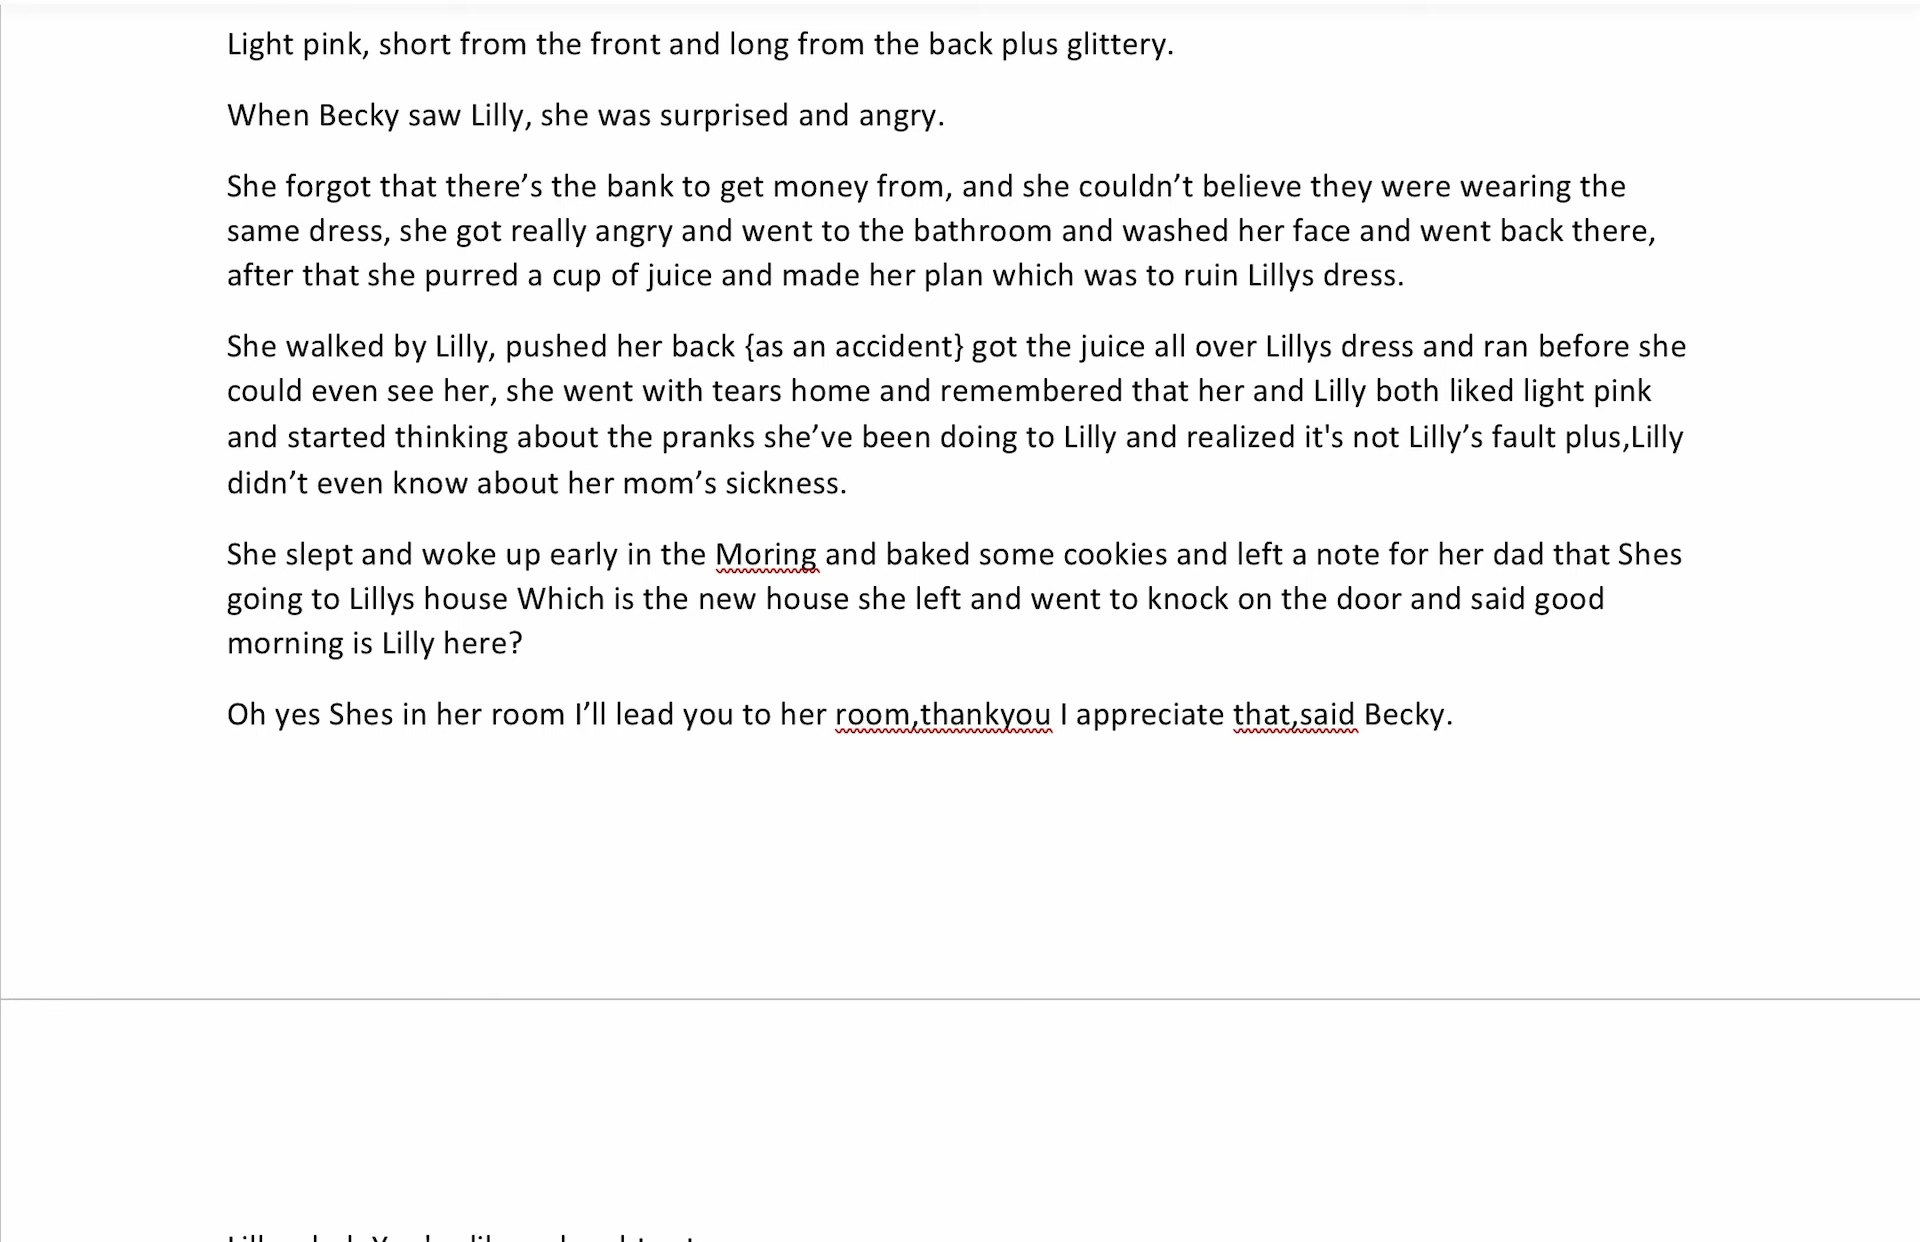 Light pink, short from the front and long from the back plus glittery.
When Becky saw Lilly, she was surprised and angry.
She forgot that there’s the bank to get money from, and she couldn’t believe they were wearing the
same dress, she got really angry and went to the bathroom and washed her face and went back there,
after that she purred a cup of juice and made her plan which was to ruin Lillys dress.
She walked by Lilly, pushed her back {as an accident} got the juice all over Lillys dress and ran before she
could even see her, she went with tears home and remembered that her and Lilly both liked light pink
and started thinking about the pranks she’ve been doing to Lilly and realized it's not Lilly’s fault plus,Lilly
didn’t even know about her mom’s sickness.
She slept and woke up early in the Moring and baked some cookies and left a note for her dad that Shes
going to Lillys house Which is the new house she left and went to knock on the door and said good
morning is Lilly here?
Oh yes Shes in her room I’ll lead you to her room,thankyou I appreciate that,said Becky.